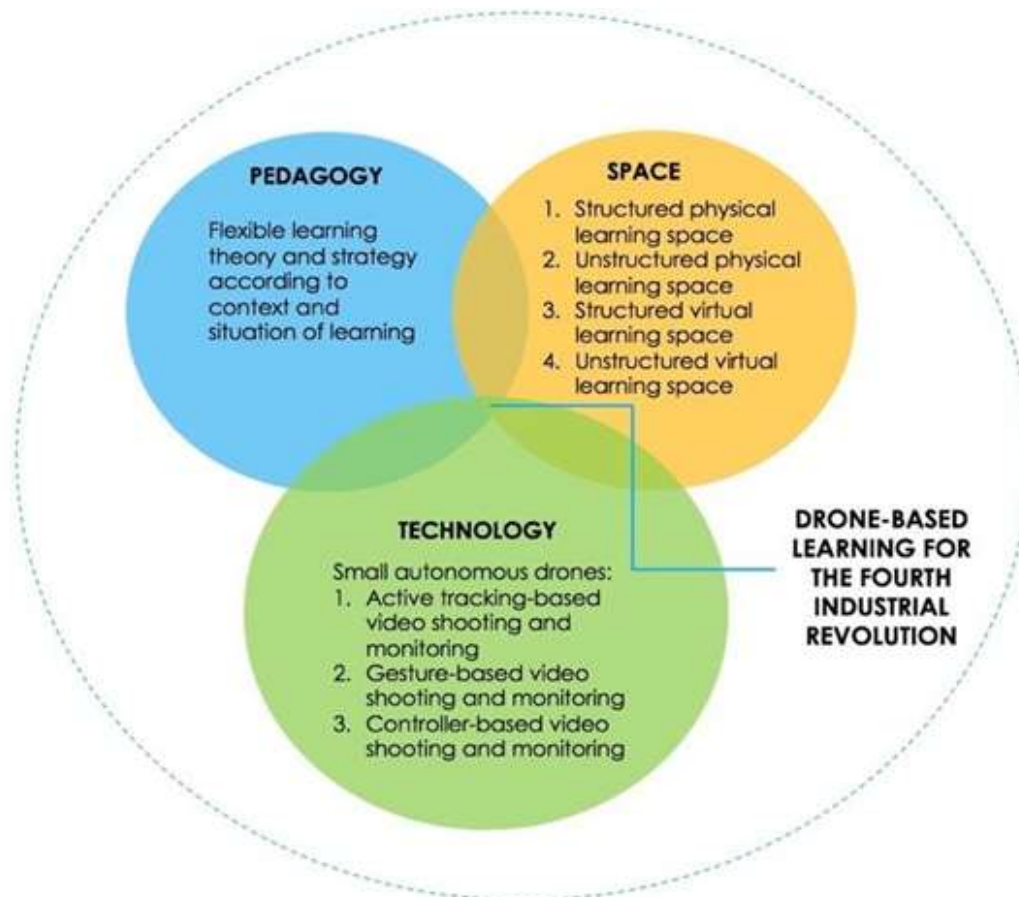 PEDAGOGY
Flexible learning
theory and strategy
according to
context and
situation of learning
SPACE
1. Structured physical
learning space
2. Unstructured physical
learning space
3. Structured virtual
learning space
4. Unstructured virtual
learning space
TECHNOLOGY
Small autonomous drones:
1. Active tracking-based
video shooting and
monitoring
2. Gesture-based video
shooting and monitoring
3. Controller-based video
shooting and monitoring
DRONE-BASED
LEARNING FOR
THE FOURTH
INDUSTRIAL
REVOLUTION